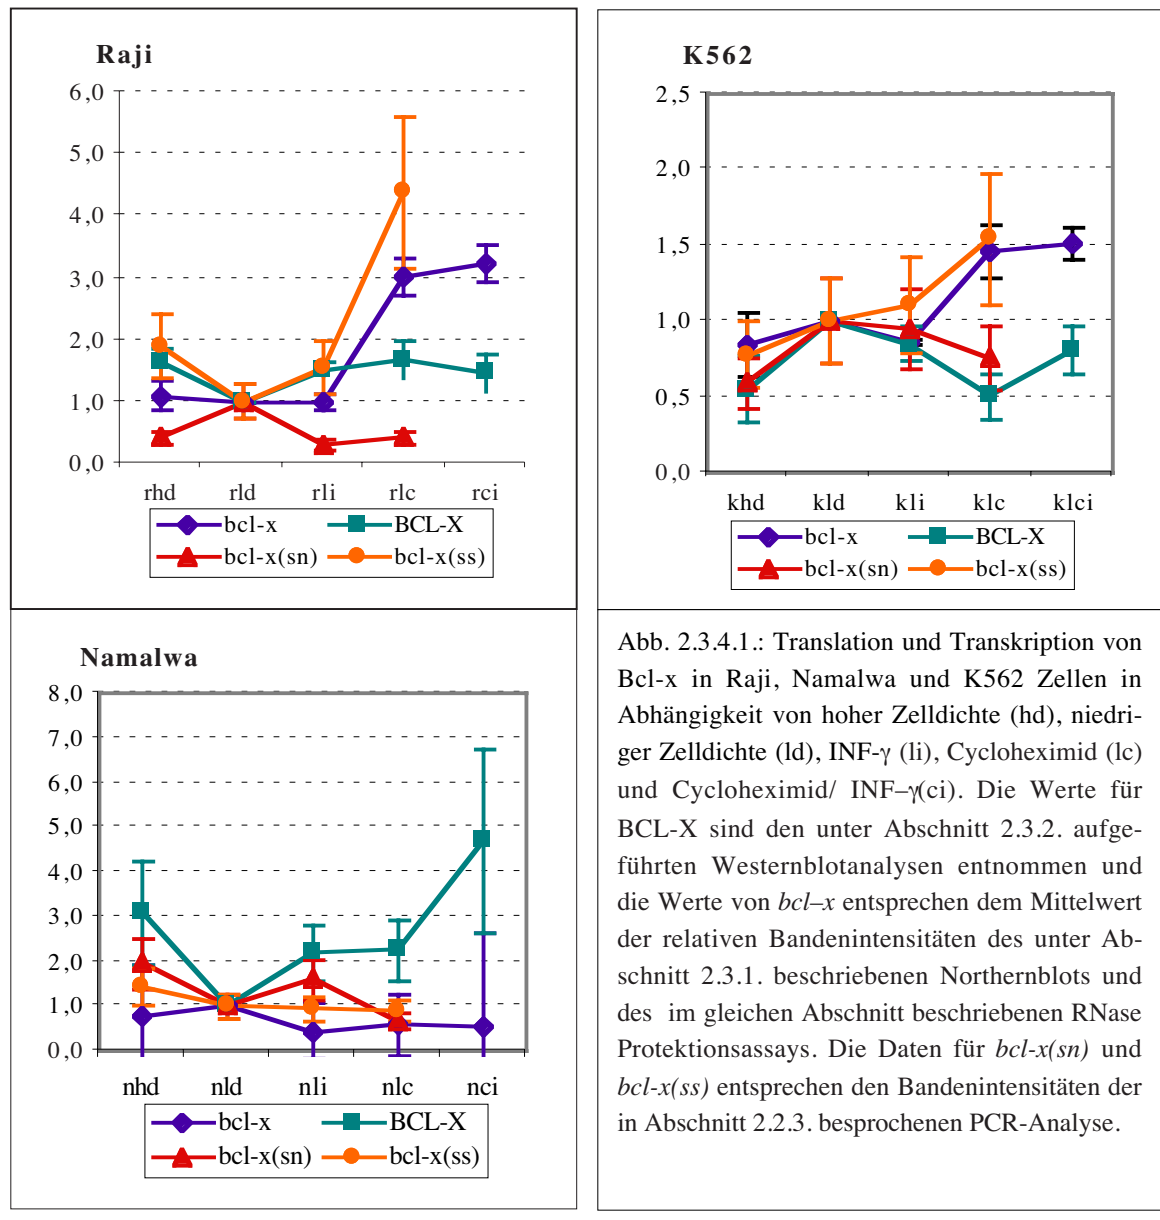 Raji
6,0
5,0
4,0
3,0
2,0
1,0
0,0
rhd rld rli rlc rci
bcl-x BCL-X
bcl-x(sn) bcl-x(ss)
K562
2,5
2,0
1,5
1,0
0,5
0,0
khd kld kli klc klci
bcl-x BCL-X
bcl-x(sn) bcl-x(ss)
Namalwa
8,0
7,0
6,0
5,0
4,0
3,0
2,0
1,0
0,0
nhd nld nli nlc nci
bcl-x BCL-X
bcl-x(sn) bcl-x(ss)
Abb. 2.3.4.1.: Translation und Transkription von
Bcl-x in Raji, Namalwa und K562 Zellen in
Abhängigkeit von hoher Zelldichte (hd), niedri-
ger Zelldichte (ld), INF-γ (li), Cycloheximid (lc)
und Cycloheximid/ INF–γ(ci). Die Werte für
BCL-X sind den unter Abschnitt 2.3.2. aufge-
führten Westernblotanalysen entnommen und
die Werte von bcl–x entsprechen dem Mittelwert
der relativen Bandenintensitäten des unter Ab-
schnitt 2.3.1. beschriebenen Northernblots und
des im gleichen Abschnitt beschriebenen RNase
Protektionsassays. Die Daten für bcl-x(sn) und
bcl-x(ss) entsprechen den Bandenintensitäten der
in Abschnitt 2.2.3. besprochenen PCR-Analyse.